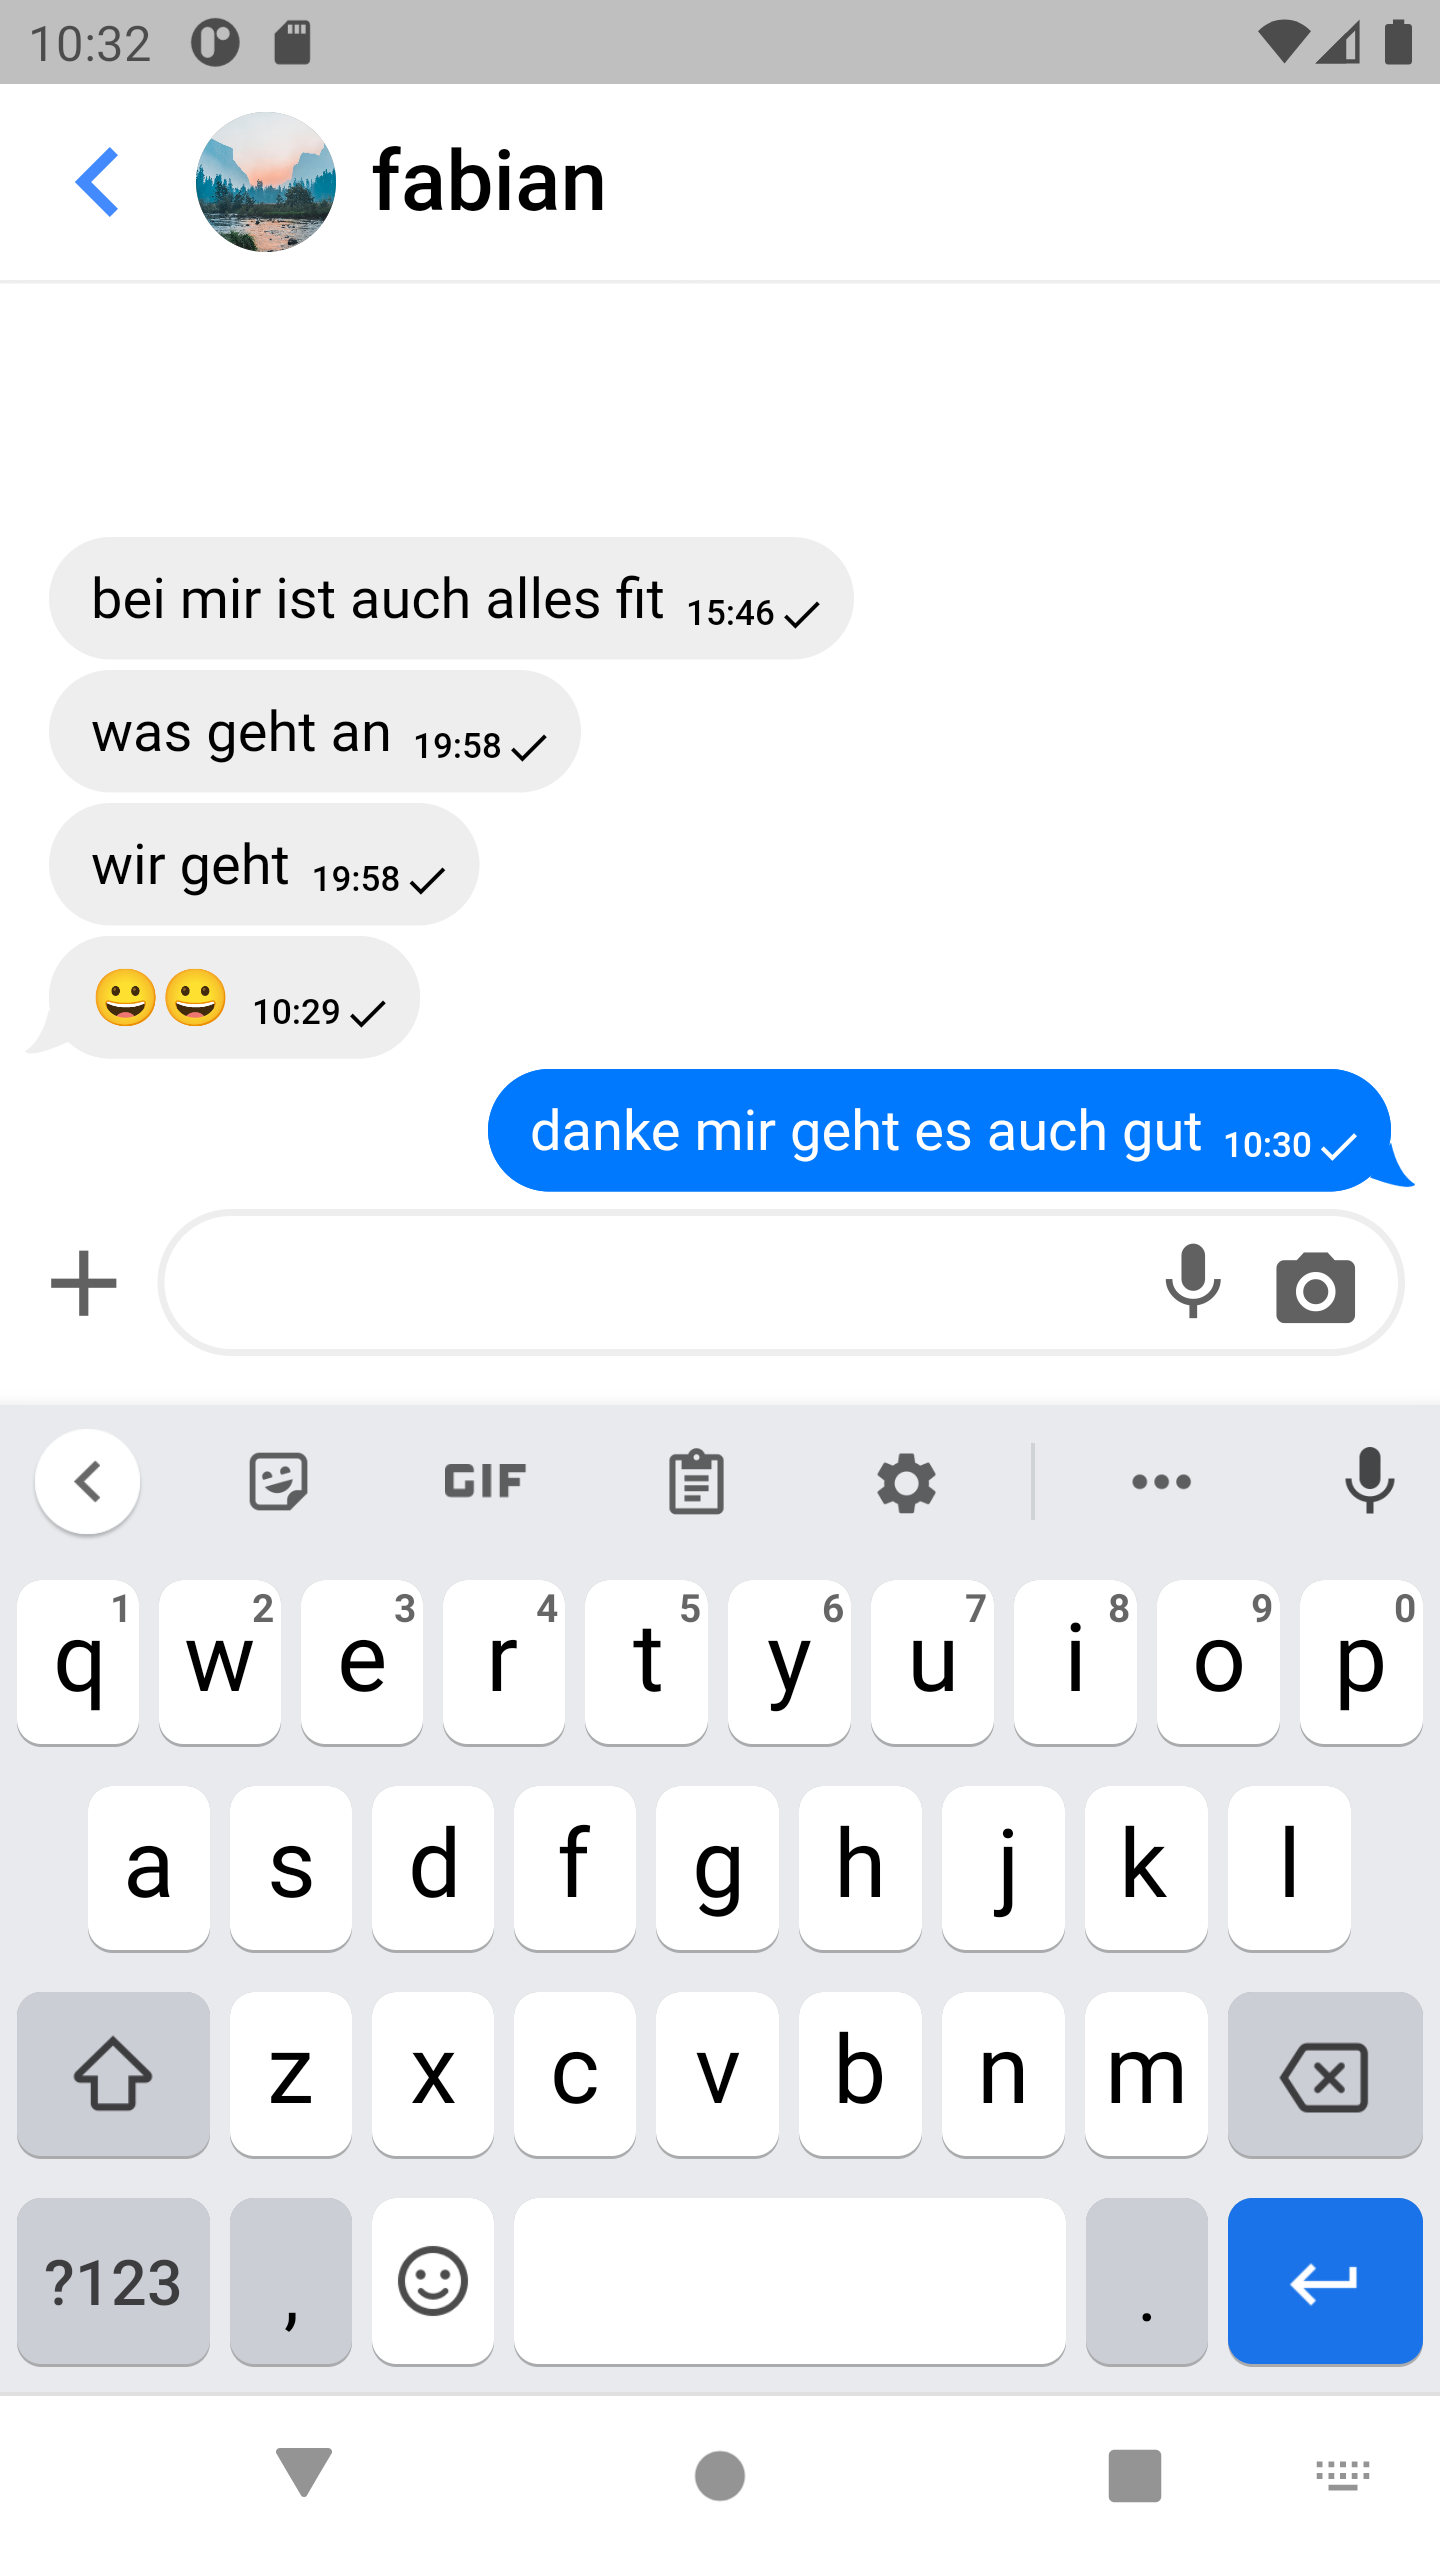 10:32
fabian
bei mir ist auch alles fit 15:46
was geht an 19:58
wir geht 19:58
😀😀 10:29
danke mir geht es auch gut 10:30
GIF
1 2 3 4 5 6 7 8 9 0
q w e r t y u i o p
a s d f g h j k l
z x c v b n m
?123 , .